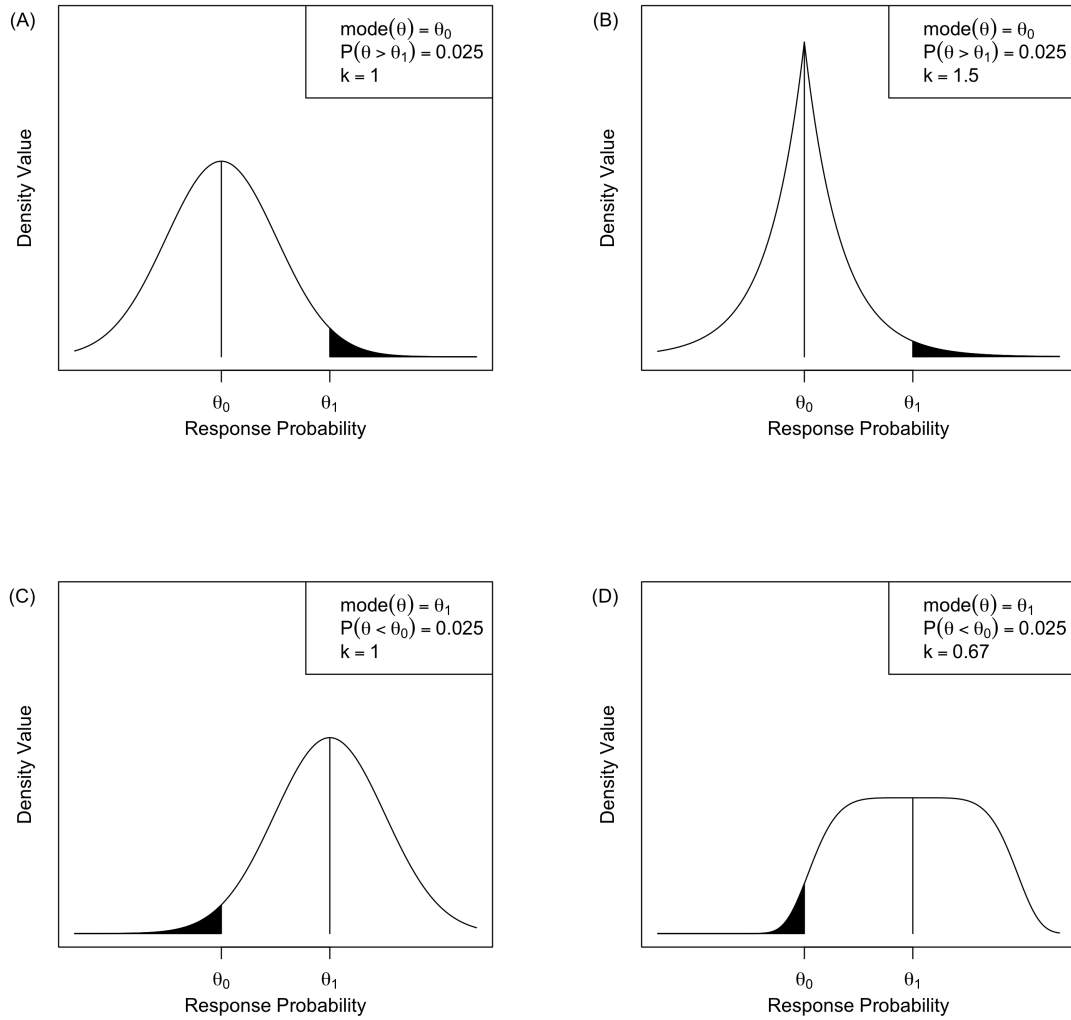 (A)
mode(θ) = θ₀
P(θ > θ₁) = 0.025
k = 1
Density Value
θ₀ θ₁
Response Probability
(B)
mode(θ) = θ₀
P(θ > θ₁) = 0.025
k = 1.5
Density Value
θ₀ θ₁
Response Probability
(C)
mode(θ) = θ₁
P(θ < θ₀) = 0.025
k = 1
Density Value
θ₀ θ₁
Response Probability
(D)
mode(θ) = θ₁
P(θ < θ₀) = 0.025
k = 0.67
Density Value
θ₀ θ₁
Response Probability